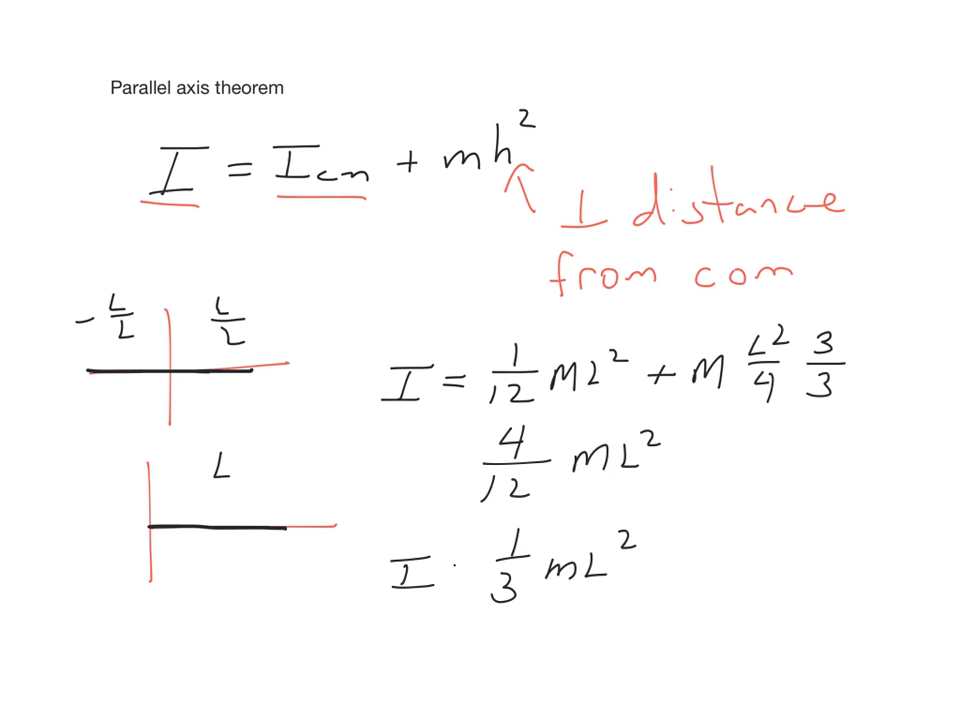 Parallel axis theorem
I = Icm + mh²
⊥ distance
from com
-L/L L/2
I = 1/12 ML² + M L²/4 3/3
4/12 mL²
L
I · 1/3 mL²